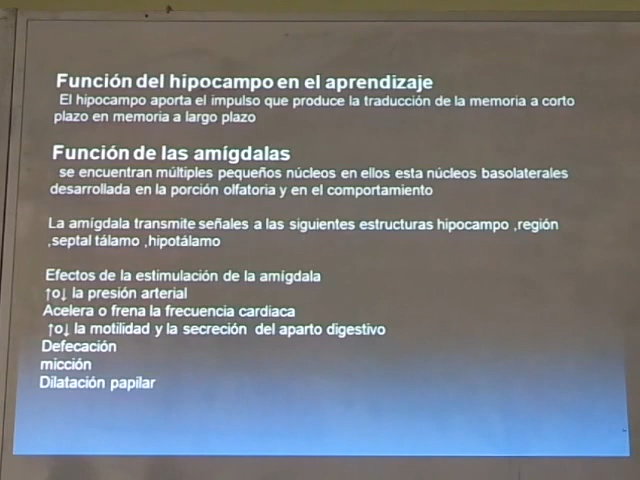 Función del hipocampo en el aprendizaje
El hipocampo aporta el impulso que produce la traducción de la memoria a corto
plazo en memoria a largo plazo
Función de las amígdalas
se encuentran múltiples pequeños núcleos en ellos esta núcleos basolaterales
desarrollada en la porción olfatoria y en el comportamiento
La amígdala transmite señales a las siguientes estructuras hipocampo ,región
,septal tálamo ,hipotálamo
Efectos de la estimulación de la amígdala
↑o↓ la presión arterial
Acelera o frena la frecuencia cardiaca
↑o↓ la motilidad y la secreción del aparto digestivo
Defecación
micción
Dilatación papilar